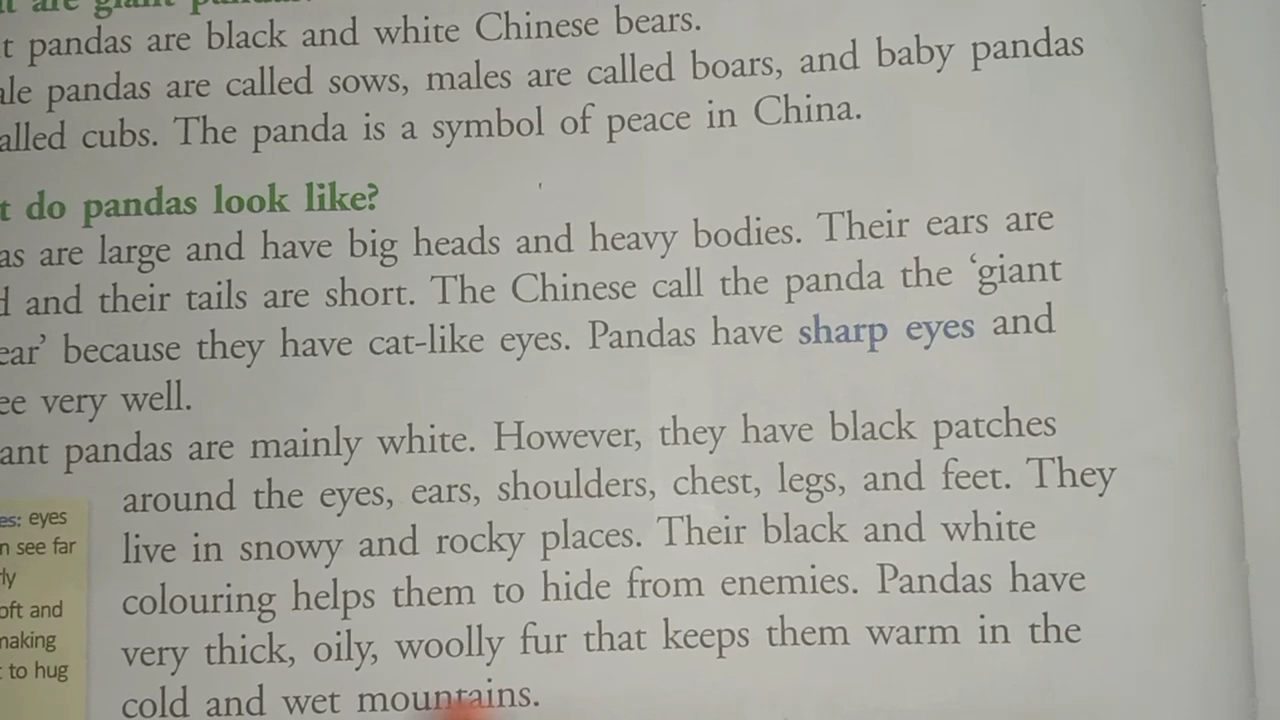 are giant
t pandas are black and white Chinese bears.
ale pandas are called sows, males are called boars, and baby pandas
alled cubs. The panda is a symbol of peace in China.
t do pandas look like?
as are large and have big heads and heavy bodies. Their ears are
d and their tails are short. The Chinese call the panda the ‘giant
ear’ because they have cat-like eyes. Pandas have sharp eyes and
ee very well.
ant pandas are mainly white. However, they have black patches
around the eyes, ears, shoulders, chest, legs, and feet. They
live in snowy and rocky places. Their black and white
colouring helps them to hide from enemies. Pandas have
very thick, oily, woolly fur that keeps them warm in the
cold and wet mountains.
es: eyes
n see far
rly
oft and
making
t to hug